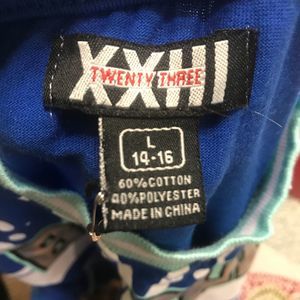 XXIII
TWENTY THREE
L
14-16
60% COTTON
40% POLYESTER
MADE IN CHINA